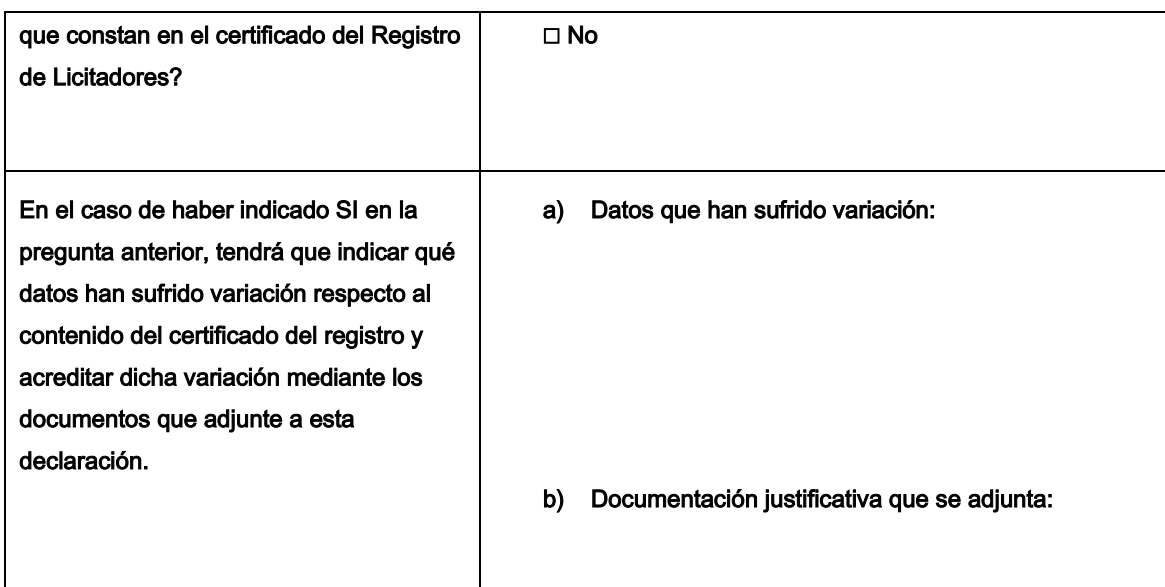 que constan en el certificado del Registro
de Licitadores?
☐ No
En el caso de haber indicado SI en la
pregunta anterior, tendrá que indicar qué
datos han sufrido variación respecto al
contenido del certificado del registro y
acreditar dicha variación mediante los
documentos que adjunte a esta
declaración.
a) Datos que han sufrido variación:
b) Documentación justificativa que se adjunta: